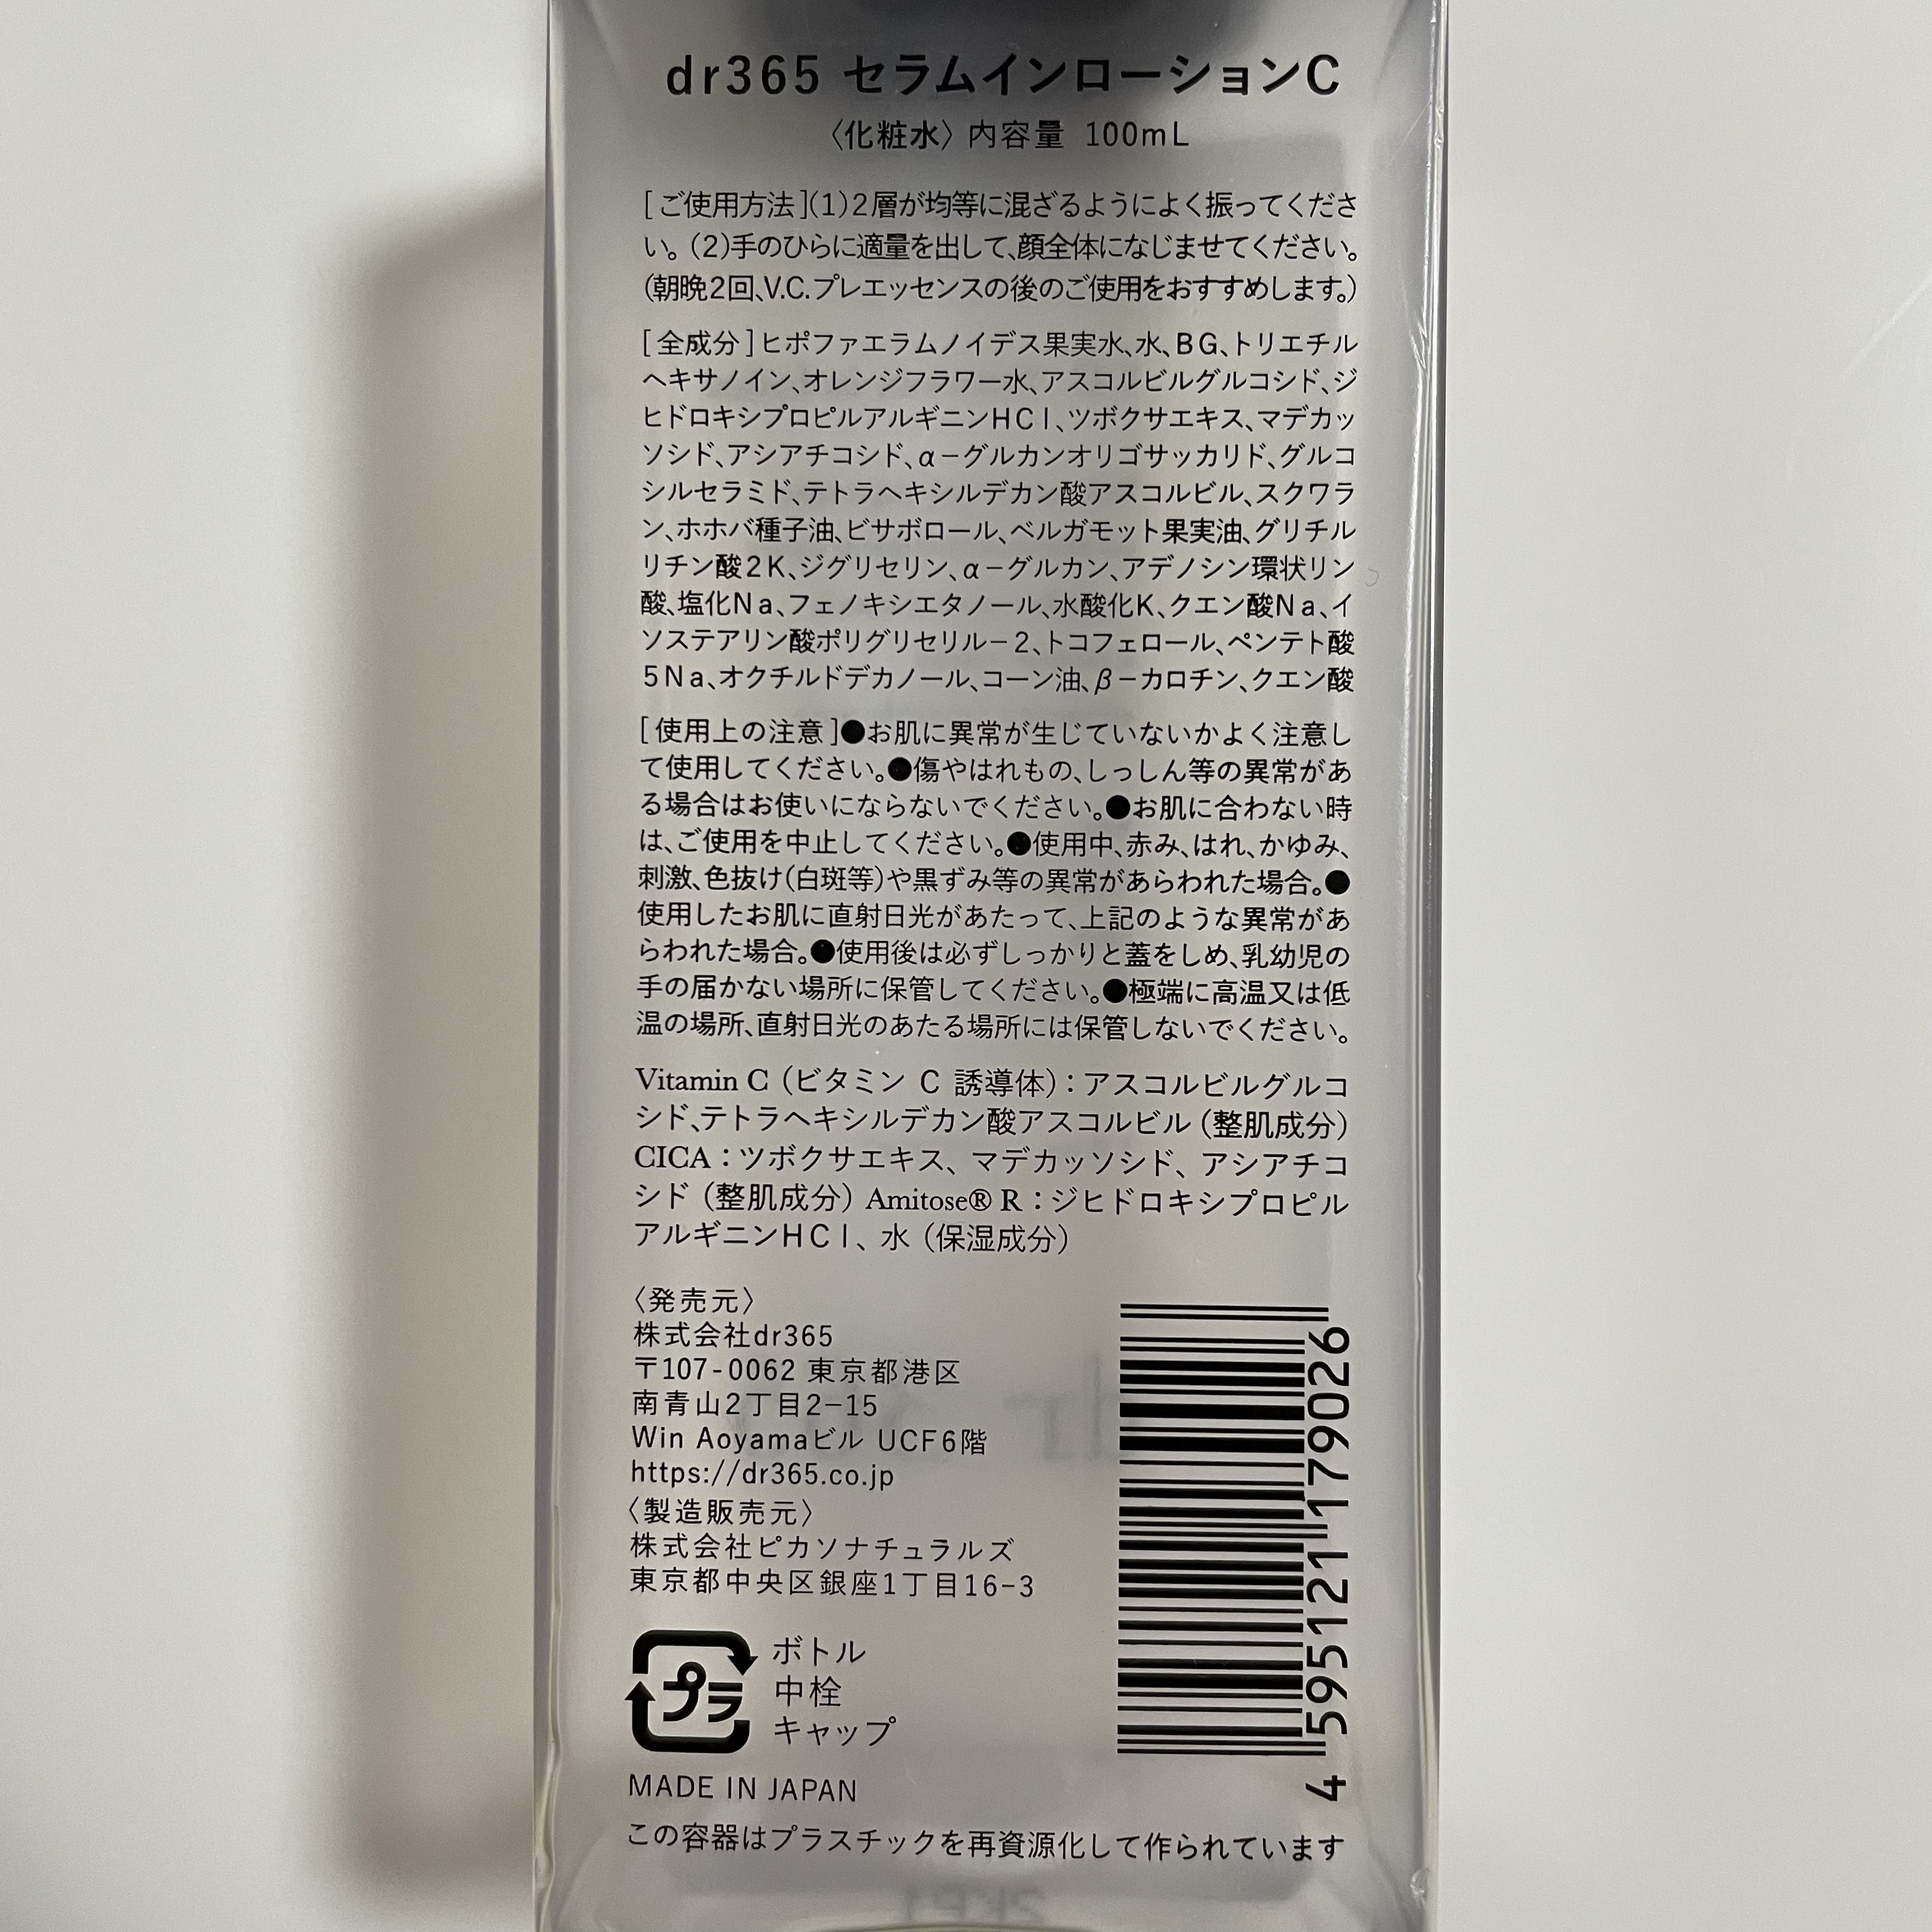 dr365 セラムインローションC
〈化粧水〉内容量 100mL
[ご使用方法](1)2層が均等に混ざるようによく振ってくださ
い。(2)手のひらに適量を出して、顔全体になじませてください。
(朝晩2回、V.C.プレエッセンスの後のご使用をおすすめします。)
[全成分]ヒポファエラムノイデス果実水、水、BG、トリエチル
ヘキサノイン、オレンジフラワー水、アスコルビルグルコシド、ジ
ヒドロキシプロピルアルギニンHCl、ツボクサエキス、マデカッ
ソシド、アシアチコシド、α-グルカンオリゴサッカリド、グルコ
シルセラミド、テトラヘキシルデカン酸アスコルビル、スクワラ
ン、ホホバ種子油、ビサボロール、ベルガモット果実油、グリチル
リチン酸2K、ジグリセリン、α-グルカン、アデノシン環状リン
酸、塩化Na、フェノキシエタノール、水酸化K、クエン酸Na、イ
ソステアリン酸ポリグリセリル-2、トコフェロール、ペンテト酸
5Na、オクチルドデカノール、コーン油、β-カロチン、クエン酸
[使用上の注意]●お肌に異常が生じていないかよく注意し
て使用してください。●傷やはれもの、しっしん等の異常があ
る場合はお使いにならないでください。●お肌に合わない時
は、ご使用を中止してください。●使用中、赤み、はれ、かゆみ、
刺激、色抜け(白斑等)や黒ずみ等の異常があらわれた場合。●
使用したお肌に直射日光があたって、上記のような異常があ
らわれた場合。●使用後は必ずしっかりと蓋をしめ、乳幼児の
手の届かない場所に保管してください。●極端に高温又は低
温の場所、直射日光のあたる場所には保管しないでください。
Vitamin C (ビタミン C 誘導体):アスコルビルグルコ
シド、テトラヘキシルデカン酸アスコルビル (整肌成分)
CICA:ツボクサエキス、マデカッソシド、アシアチコ
シド (整肌成分) Amitose® R:ジヒドロキシプロピル
アルギニンHCl、水 (保湿成分)
〈発売元〉
株式会社dr365
〒107-0062 東京都港区
南青山2丁目2-15
Win Aoyamaビル UCF6階
https://dr365.co.jp
〈製造販売元〉
株式会社ピカソナチュラルズ
東京都中央区銀座1丁目16-3
4 595121 179026
プラ
ボトル
中栓
キャップ
MADE IN JAPAN
この容器はプラスチックを再資源化して作られています